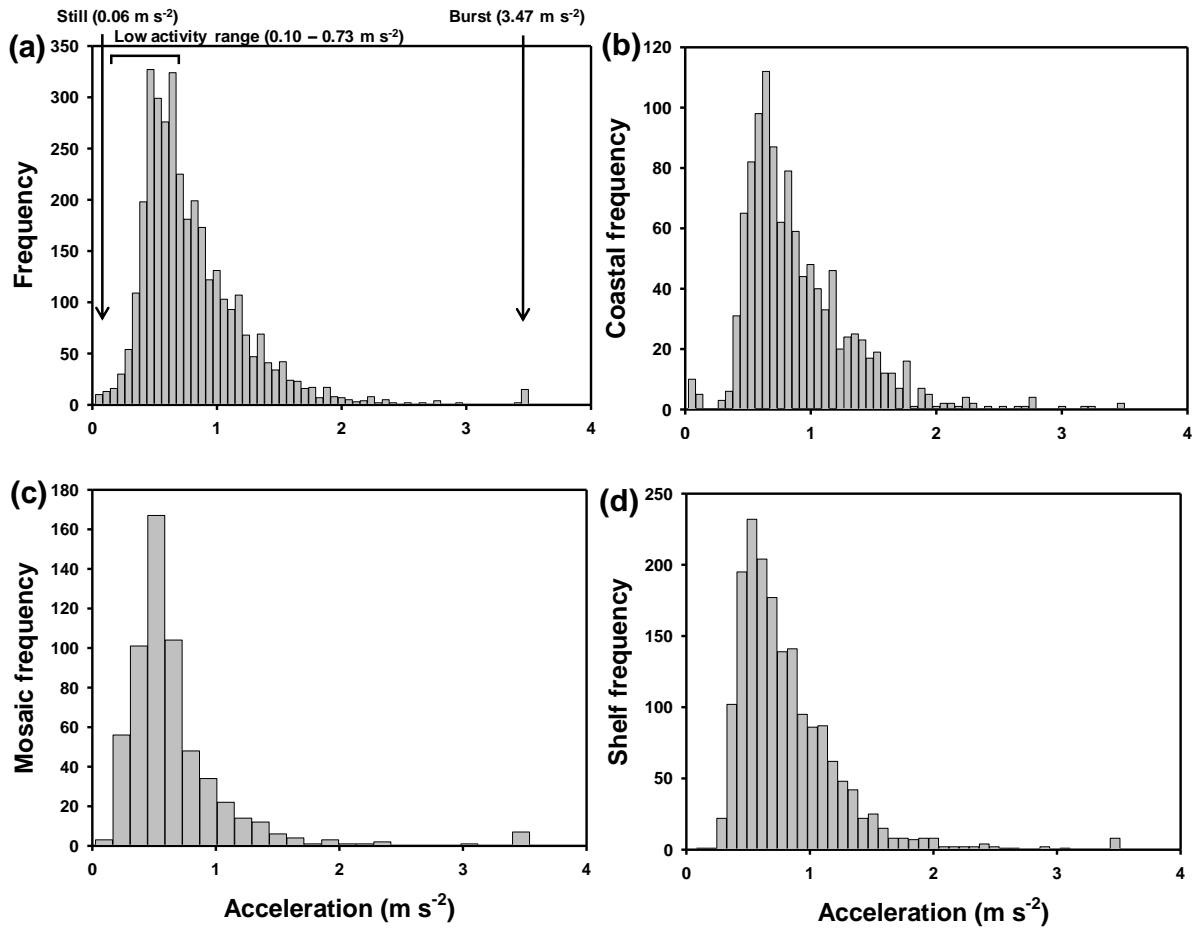 Still (0.06 m s-2)
Burst (3.47 m s-2)
Low activity range (0.10 – 0.73 m s-2)
(a)
350
300
250
200
150
100
50
0
Frequency
0 1 2 3 4
(b)
120
100
80
60
40
20
0
Coastal frequency
0 1 2 3 4
(c)
180
160
140
120
100
80
60
40
20
0
Mosaic frequency
0 1 2 3 4
Acceleration (m s-2)
(d)
250
200
150
100
50
0
Shelf frequency
0 1 2 3 4
Acceleration (m s-2)